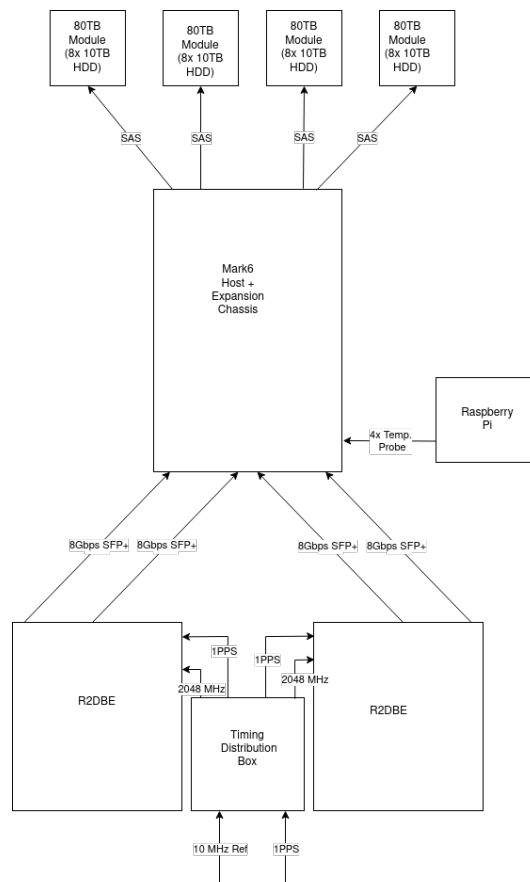 80TB
Module
(8x 10TB
HDD)
80TB
Module
(8x 10TB
HDD)
80TB
Module
(8x 10TB
HDD)
80TB
Module
(8x 10TB
HDD)
SAS
SAS
SAS
SAS
Mark6
Host +
Expansion
Chassis
Raspberry
Pi
4x Temp.
Probe
8Gbps SFP+
8Gbps SFP+
8Gbps SFP+
8Gbps SFP+
R2DBE
1PPS
2048 MHz
1PPS
2048 MHz
R2DBE
Timing
Distribution
Box
10 MHz Ref
1PPS